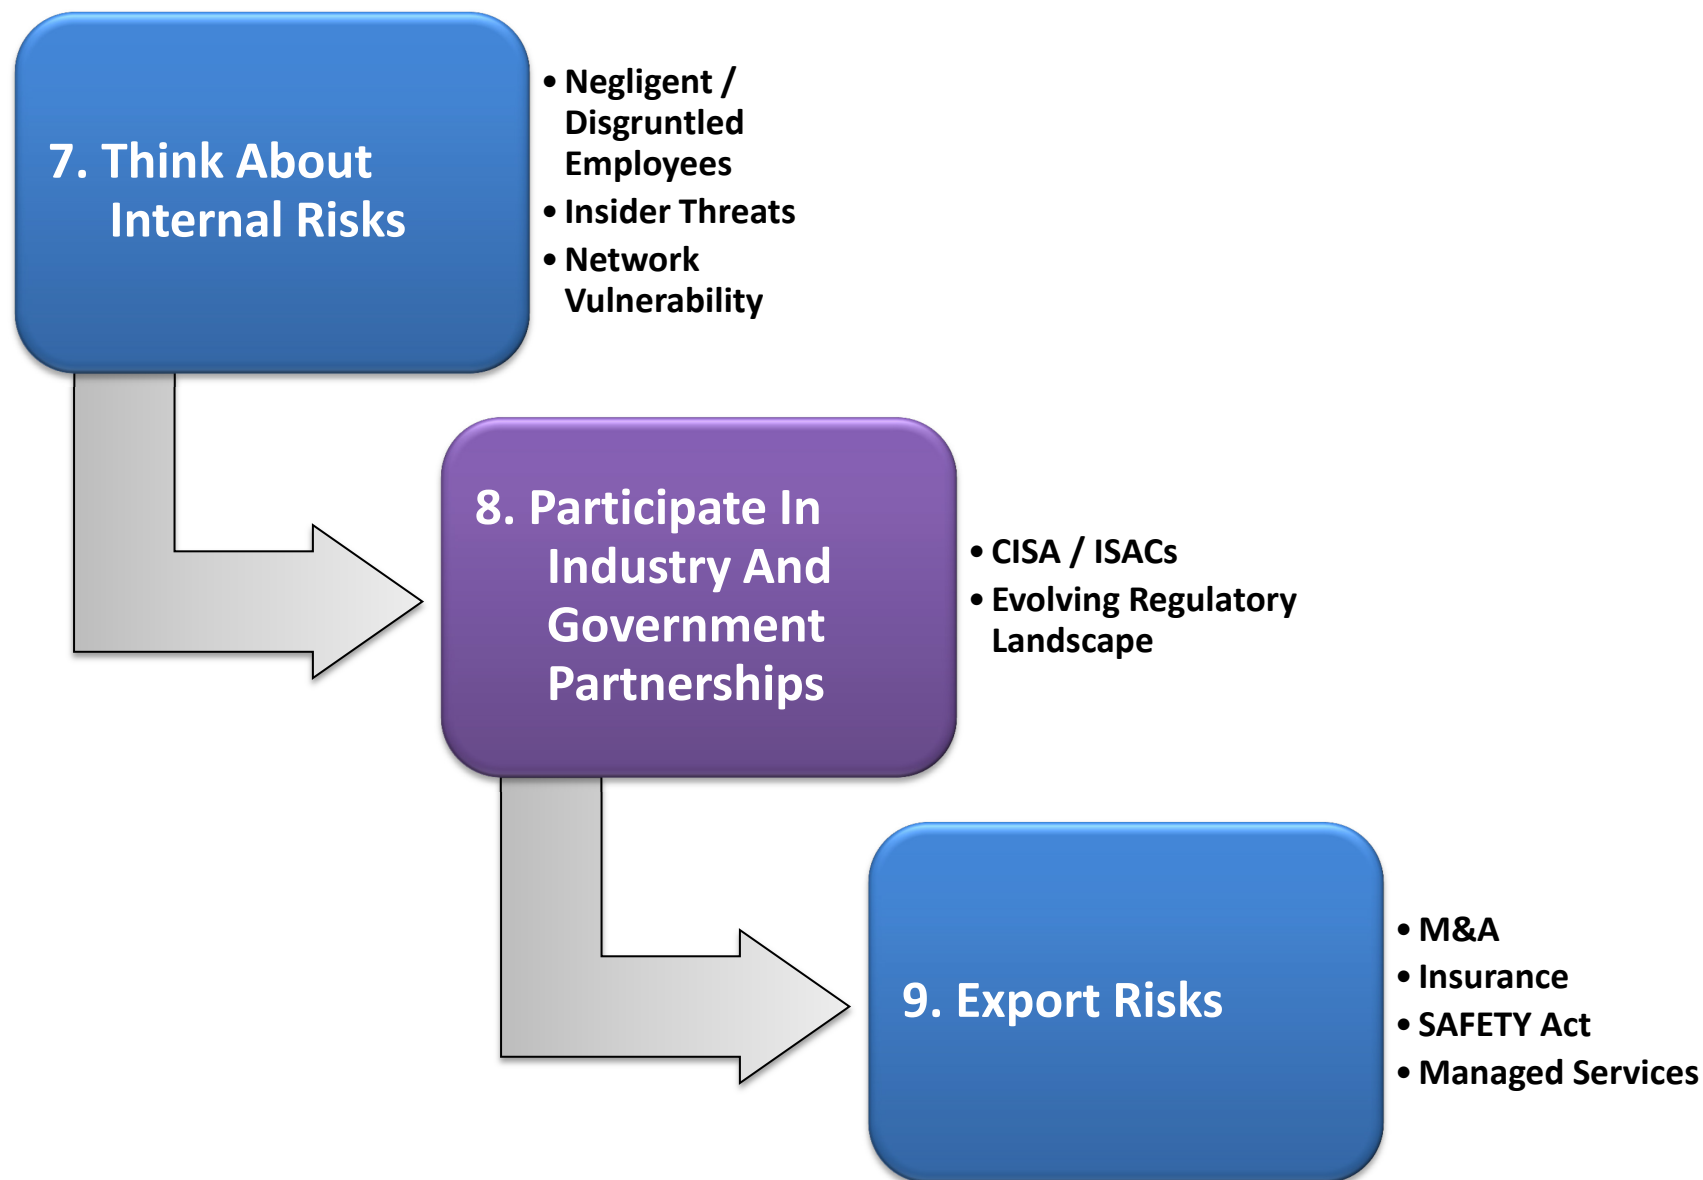 7. Think About
Internal Risks
• Negligent /
Disgruntled
Employees
• Insider Threats
• Network
Vulnerability
8. Participate In
Industry And
Government
Partnerships
• CISA / ISACs
• Evolving Regulatory
Landscape
9. Export Risks
• M&A
• Insurance
• SAFETY Act
• Managed Services